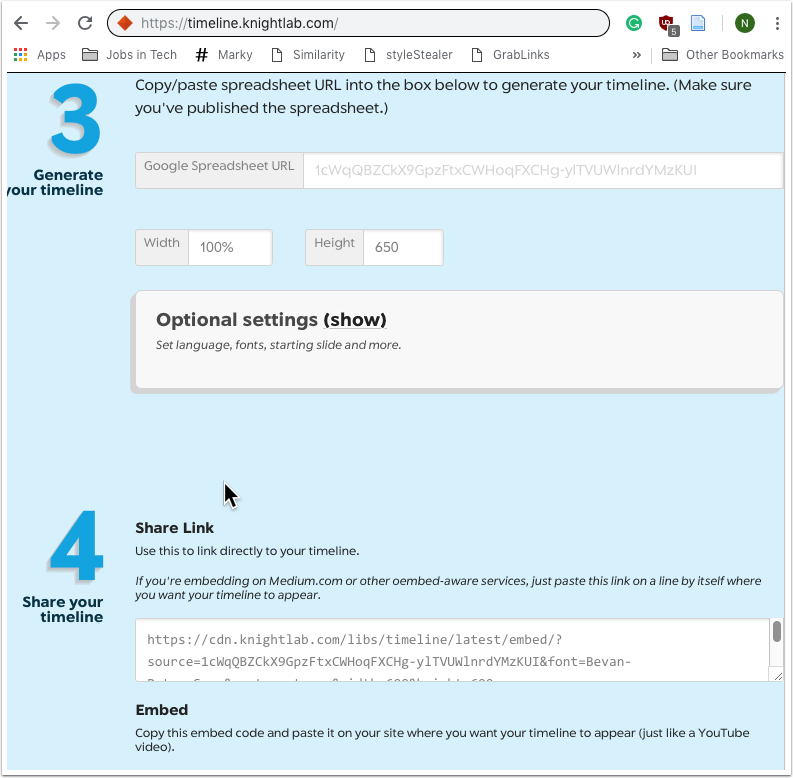 https://timeline.knightlab.com/
5
N
Apps Jobs in Tech # Marky Similarity styleStealer GrabLinks » Other Bookmarks
3
Generate
your timeline
Copy/paste spreadsheet URL into the box below to generate your timeline. (Make sure
you've published the spreadsheet.)
Google Spreadsheet URL 1cWqQBZCkX9GpzFtxCWHoqFXCHg-ylTVUWlnrdYMzKUI
Width 100% Height 650
Optional settings (show)
Set language, fonts, starting slide and more.
4
Share your
timeline
Share Link
Use this to link directly to your timeline.
If you're embedding on Medium.com or other oembed-aware services, just paste this link on a line by itself where
you want your timeline to appear.
https://cdn.knightlab.com/libs/timeline/latest/embed/?
source=1cWqQBZCkX9GpzFtxCWHoqFXCHg-ylTVUWlnrdYMzKUI&font=Bevan-
Embed
Copy this embed code and paste it on your site where you want your timeline to appear (just like a YouTube
video).